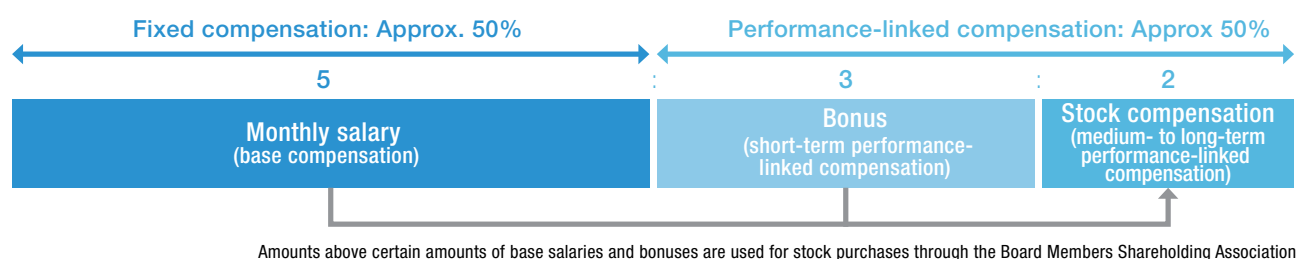 Fixed compensation: Approx. 50%
Performance-linked compensation: Approx 50%
5 : 3 : 2
Monthly salary
(base compensation)
Bonus
(short-term performance-
linked compensation)
Stock compensation
(medium- to long-term
performance-linked
compensation)
Amounts above certain amounts of base salaries and bonuses are used for stock purchases through the Board Members Shareholding Association